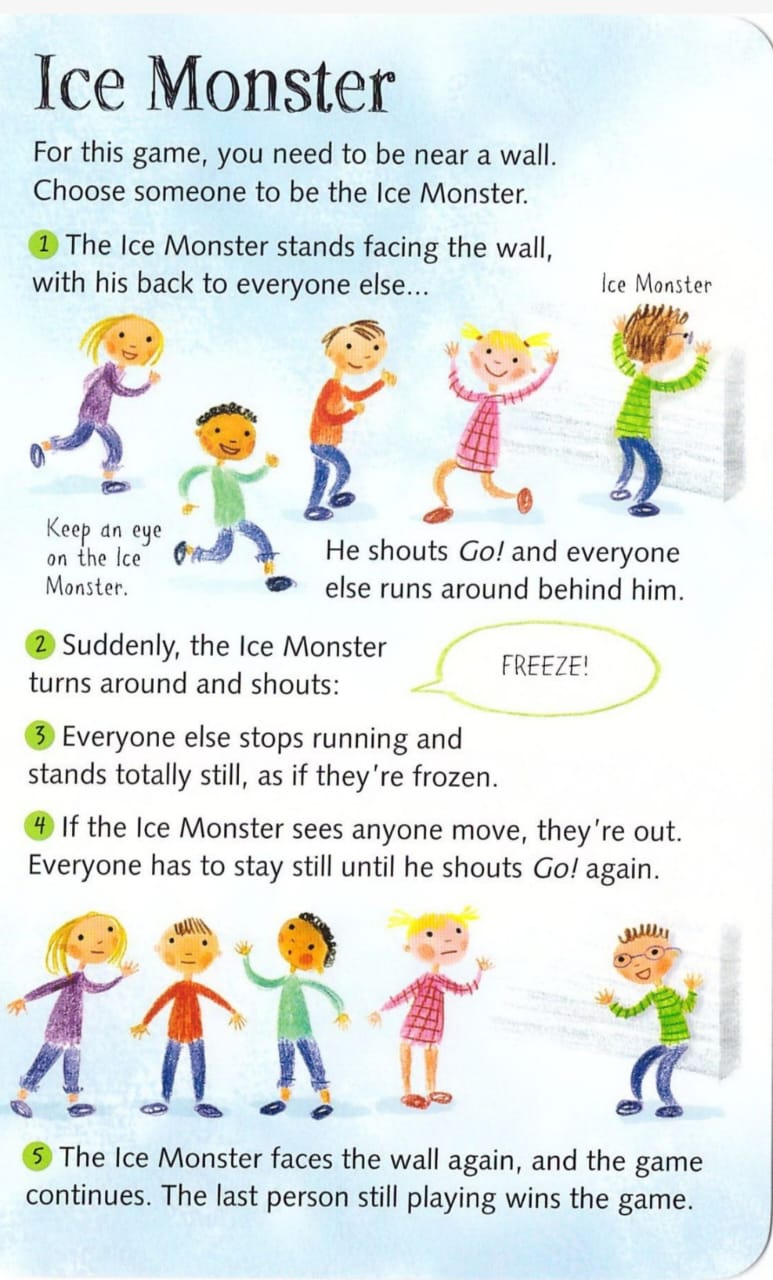 Ice Monster
For this game, you need to be near a wall.
Choose someone to be the Ice Monster.
1 The Ice Monster stands facing the wall,
with his back to everyone else...
Ice Monster
Keep an eye
on the Ice
Monster.
He shouts Go! and everyone
else runs around behind him.
2 Suddenly, the Ice Monster
turns around and shouts:
FREEZE!
3 Everyone else stops running and
stands totally still, as if they're frozen.
4 If the Ice Monster sees anyone move, they're out.
Everyone has to stay still until he shouts Go! again.
5 The Ice Monster faces the wall again, and the game
continues. The last person still playing wins the game.